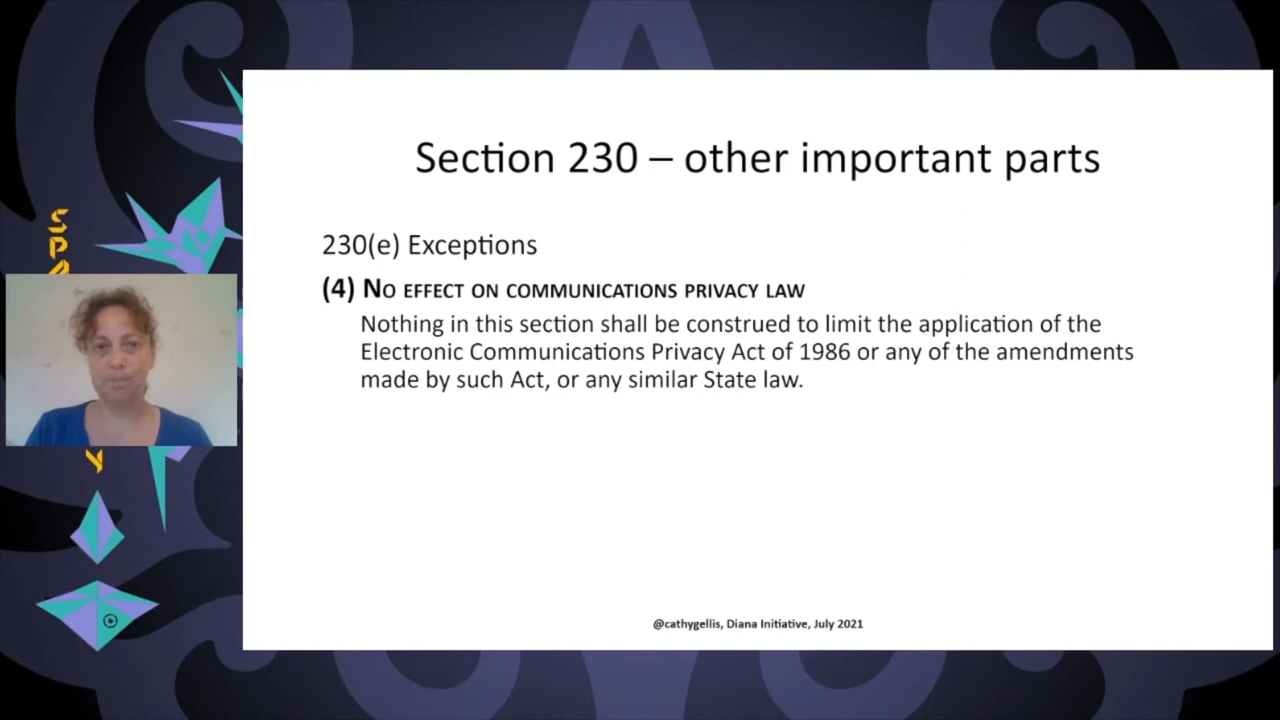 Section 230 – other important parts
230(e) Exceptions
(4) NO EFFECT ON COMMUNICATIONS PRIVACY LAW
Nothing in this section shall be construed to limit the application of the
Electronic Communications Privacy Act of 1986 or any of the amendments
made by such Act, or any similar State law.
@cathygellis, Diana Initiative, July 2021